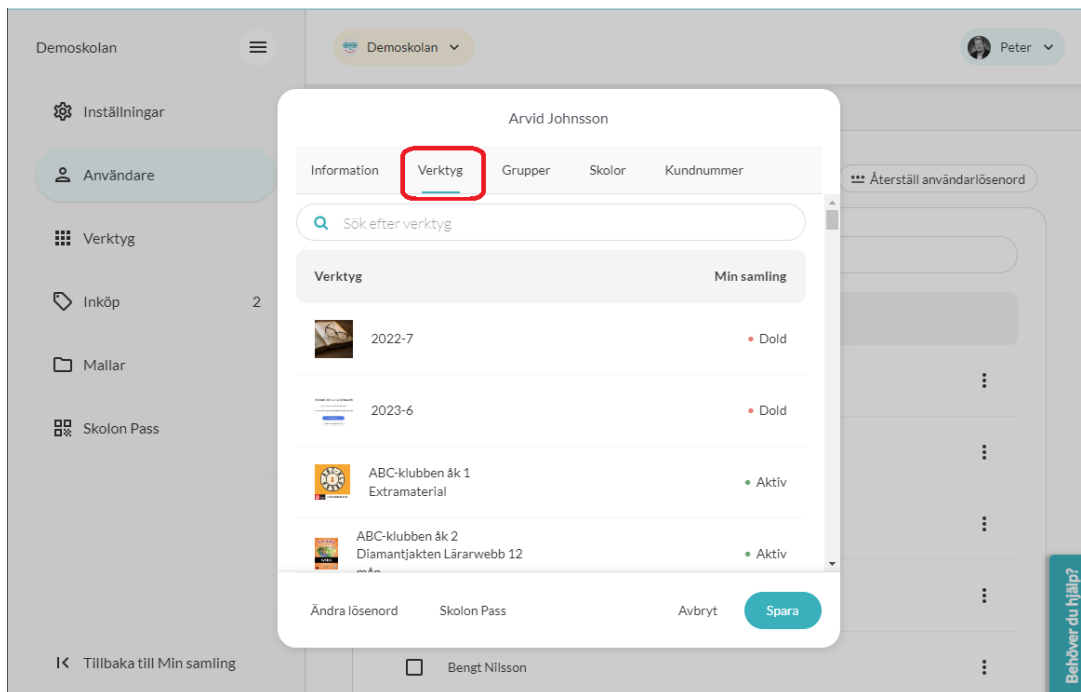 Demoskolan
Demoskolan
Peter
Inställningar
Användare
Verktyg
Inköp 2
Mallar
Skolon Pass
Tillbaka till Min samling
Återställ användarlösenord
Arvid Johnsson
Information Verktyg Grupper Skolor Kundnummer
Sök efter verktyg
Verktyg Min samling
2022-7 Dold
2023-6 Dold
ABC-klubben åk 1
Extramaterial
Aktiv
ABC-klubben åk 2
Diamantjakten Lärarwebb 12
mån
Aktiv
Ändra lösenord Skolon Pass Avbryt Spara
Bengt Nilsson
Behöver du hjälp?